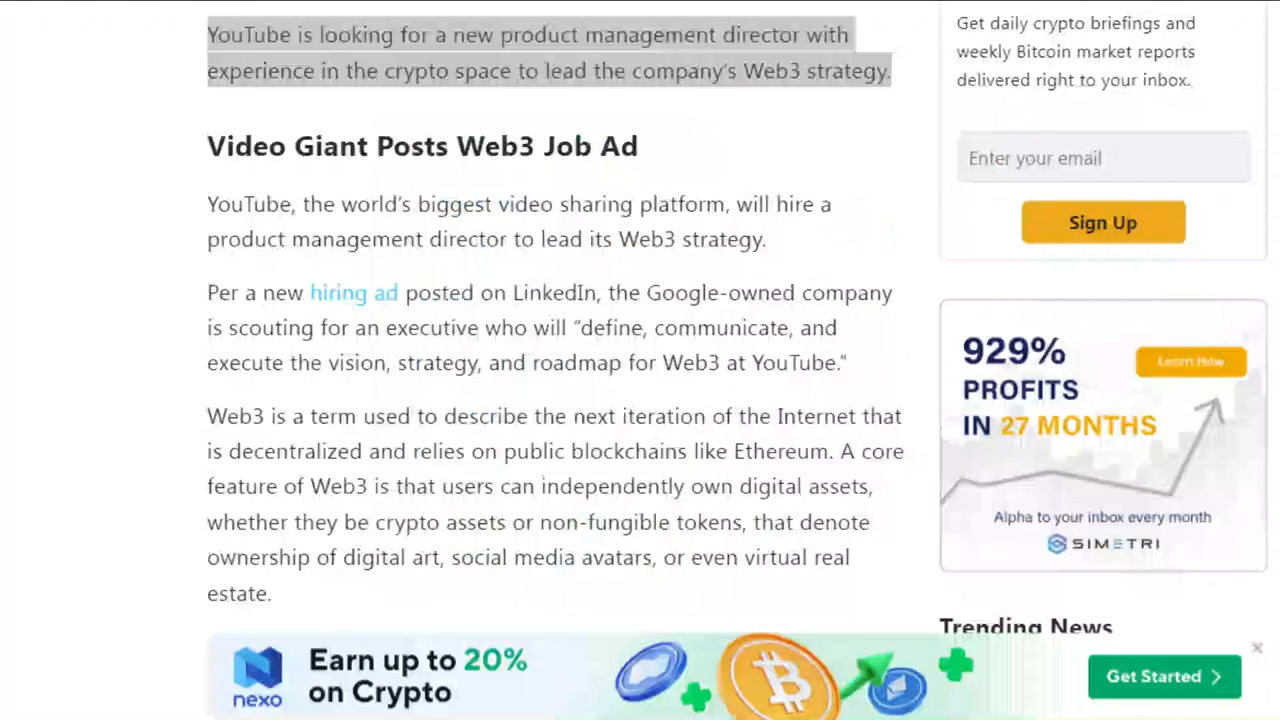 YouTube is looking for a new product management director with
experience in the crypto space to lead the company's Web3 strategy.
Video Giant Posts Web3 Job Ad
YouTube, the world's biggest video sharing platform, will hire a
product management director to lead its Web3 strategy.
Per a new hiring ad posted on LinkedIn, the Google-owned company
is scouting for an executive who will “define, communicate, and
execute the vision, strategy, and roadmap for Web3 at YouTube.”
Web3 is a term used to describe the next iteration of the Internet that
is decentralized and relies on public blockchains like Ethereum. A core
feature of Web3 is that users can independently own digital assets,
whether they be crypto assets or non-fungible tokens, that denote
ownership of digital art, social media avatars, or even virtual real
estate.
Get daily crypto briefings and
weekly Bitcoin market reports
delivered right to your inbox.
Enter your email
Sign Up
929%
PROFITS
IN 27 MONTHS
Learn How
Alpha to your inbox every month
SIMETRI
Trending News
nexo
Earn up to 20%
on Crypto
Get Started